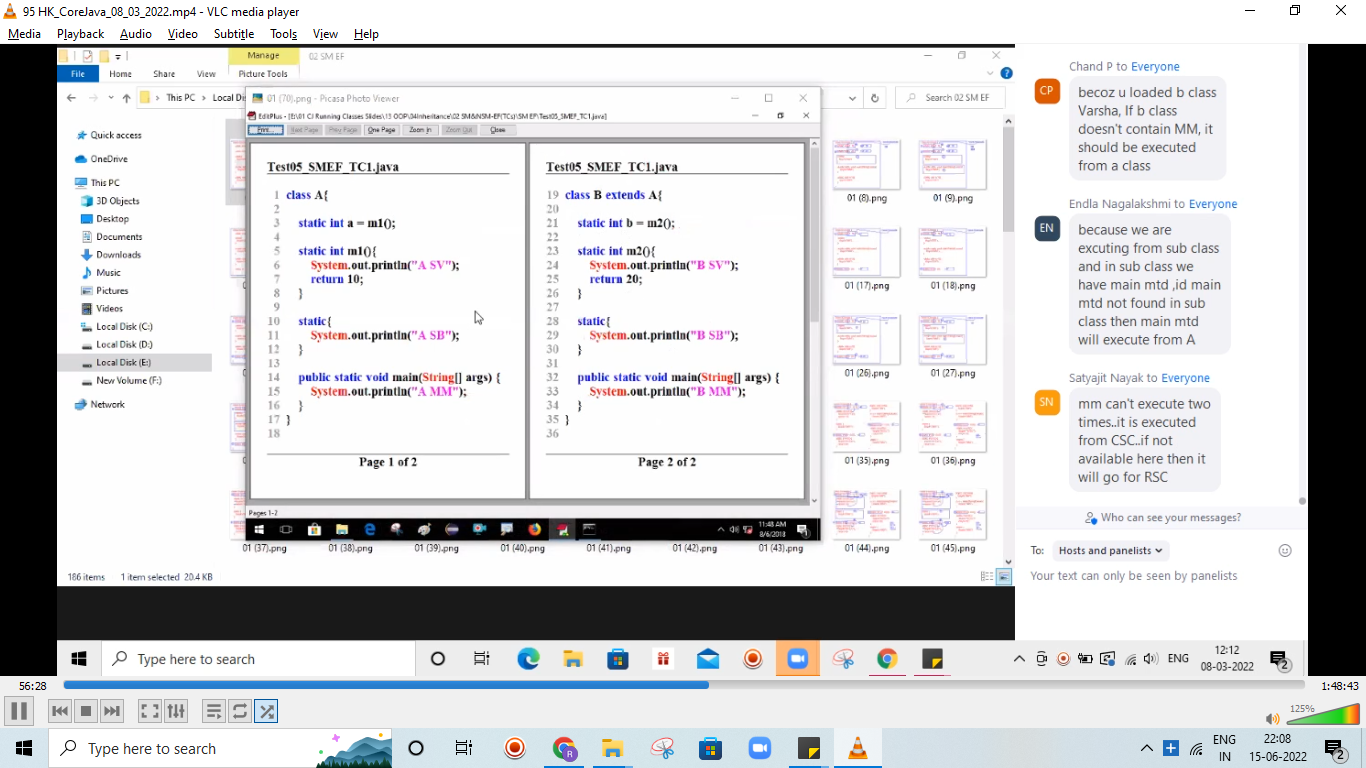 95 HK_CoreJava_08_03_2022.mp4 - VLC media player
Media Playback Audio Video Subtitle Tools View Help
Manage 02 SM EF
File Home Share View Picture Tools
This PC Local Di Search 02 SM EF
Quick access
OneDrive
This PC
3D Objects
Desktop
Documents
Downloads
Music
Pictures
Videos
Local Disk (C:)
Local Disk (D:)
Local Disk (E:)
New Volume (F:)
Network
01 (70).png - Picasa Photo Viewer
EditPlus - [E:\01 CJ Running Classes Slides\13 OOP\04Inheritance\02 SM&NSM-EF(TCs)\SM EF\Test05_SMEF_TC1.java]
Print... Next Page Prev Page One Page Zoom In Zoom Out Close
Test05_SMEF_TC1.java
1 class A{
2
3 static int a = m1();
4
5 static int m1(){
6 System.out.println("A SV");
7 return 10;
8 }
9
10 static{
11 System.out.println("A SB");
12 }
13
14 public static void main(String[] args) {
15 System.out.println("A MM");
16 }
17 }
18
Page 1 of 2
Test05_SMEF_TC1.java
19 class B extends A{
20
21 static int b = m2();
22
23 static int m2(){
24 System.out.println("B SV");
25 return 20;
26 }
27
28 static{
29 System.out.println("B SB");
30 }
31
32 public static void main(String[] args) {
33 System.out.println("B MM");
34 }
35 }
36
Page 2 of 2
Pages 1-2
11:48 AM
8/6/2018
01 (8).png 01 (9).png
01 (17).png 01 (18).png
01 (26).png 01 (27).png
01 (35).png 01 (36).png
01 (37).png 01 (38).png 01 (39).png 01 (40).png 01 (41).png 01 (42).png 01 (43).png 01 (44).png 01 (45).png
186 items 1 item selected 20.4 KB
Chand P to Everyone
CP
becoz u loaded b class
Varsha, If b class
doesn't contain MM, it
should be executed
from a class
Endla Nagalakshmi to Everyone
EN
because we are
excuting from sub class
and in sub class we
have main mtd ,id main
mtd not found in sub
class then main mtd
will execute from A
Satyajit Nayak to Everyone
SN
mm can't execute two
times..it is executed
from CSC..if not
available here then it
will go for RSC
Who can see your messages?
To: Hosts and panelists
Your text can only be seen by panelists
Type here to search
ENG
12:12
08-03-2022
2
56:28
1:48:43
125%
Type here to search
ENG
IN
22:08
15-06-2022
2